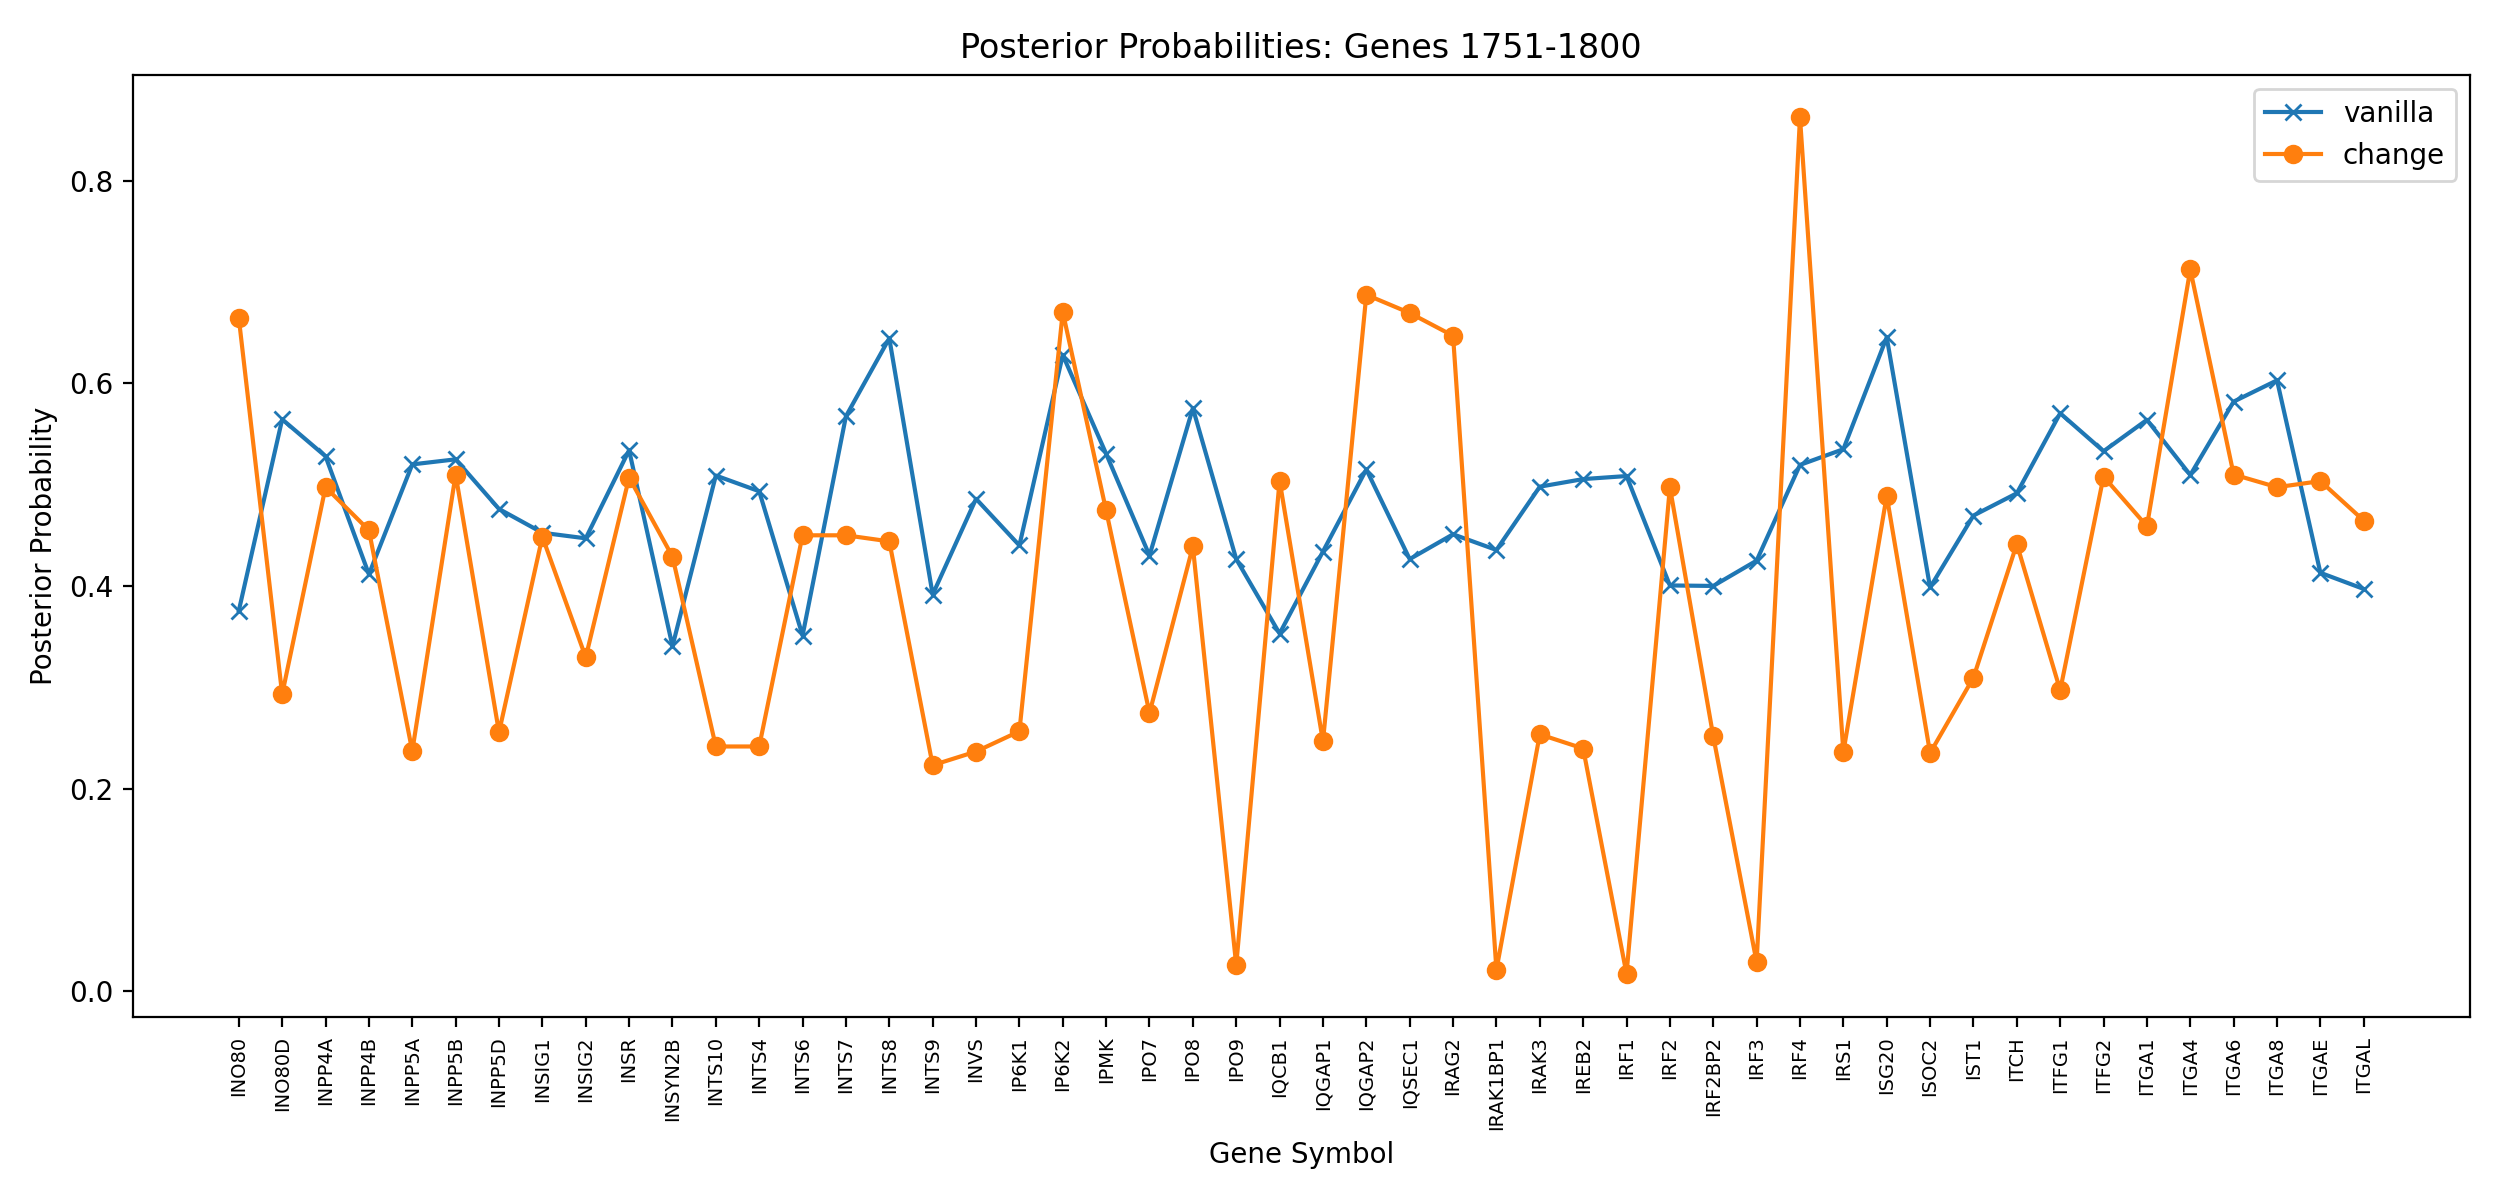 Posterior Probabilities: Genes 1751-1800
vanilla
change
Posterior Probability
0.8
0.6
0.4
0.2
0.0
INO80
INO80D
INPP4A
INPP4B
INPP5A
INPP5B
INPP5D
INSIG1
INSIG2
INSR
INSYN2B
INTS10
INTS4
INTS6
INTS7
INTS8
INTS9
INVS
IP6K1
IP6K2
IPMK
IPO7
IPO8
IPO9
IQCB1
IQGAP1
IQGAP2
IQSEC1
IRAG2
IRAK1BP1
IRAK3
IREB2
IRF1
IRF2
IRF2BP2
IRF3
IRF4
IRS1
ISG20
ISOC2
IST1
ITCH
ITFG1
ITFG2
ITGA1
ITGA4
ITGA6
ITGA8
ITGAE
ITGAL
Gene Symbol